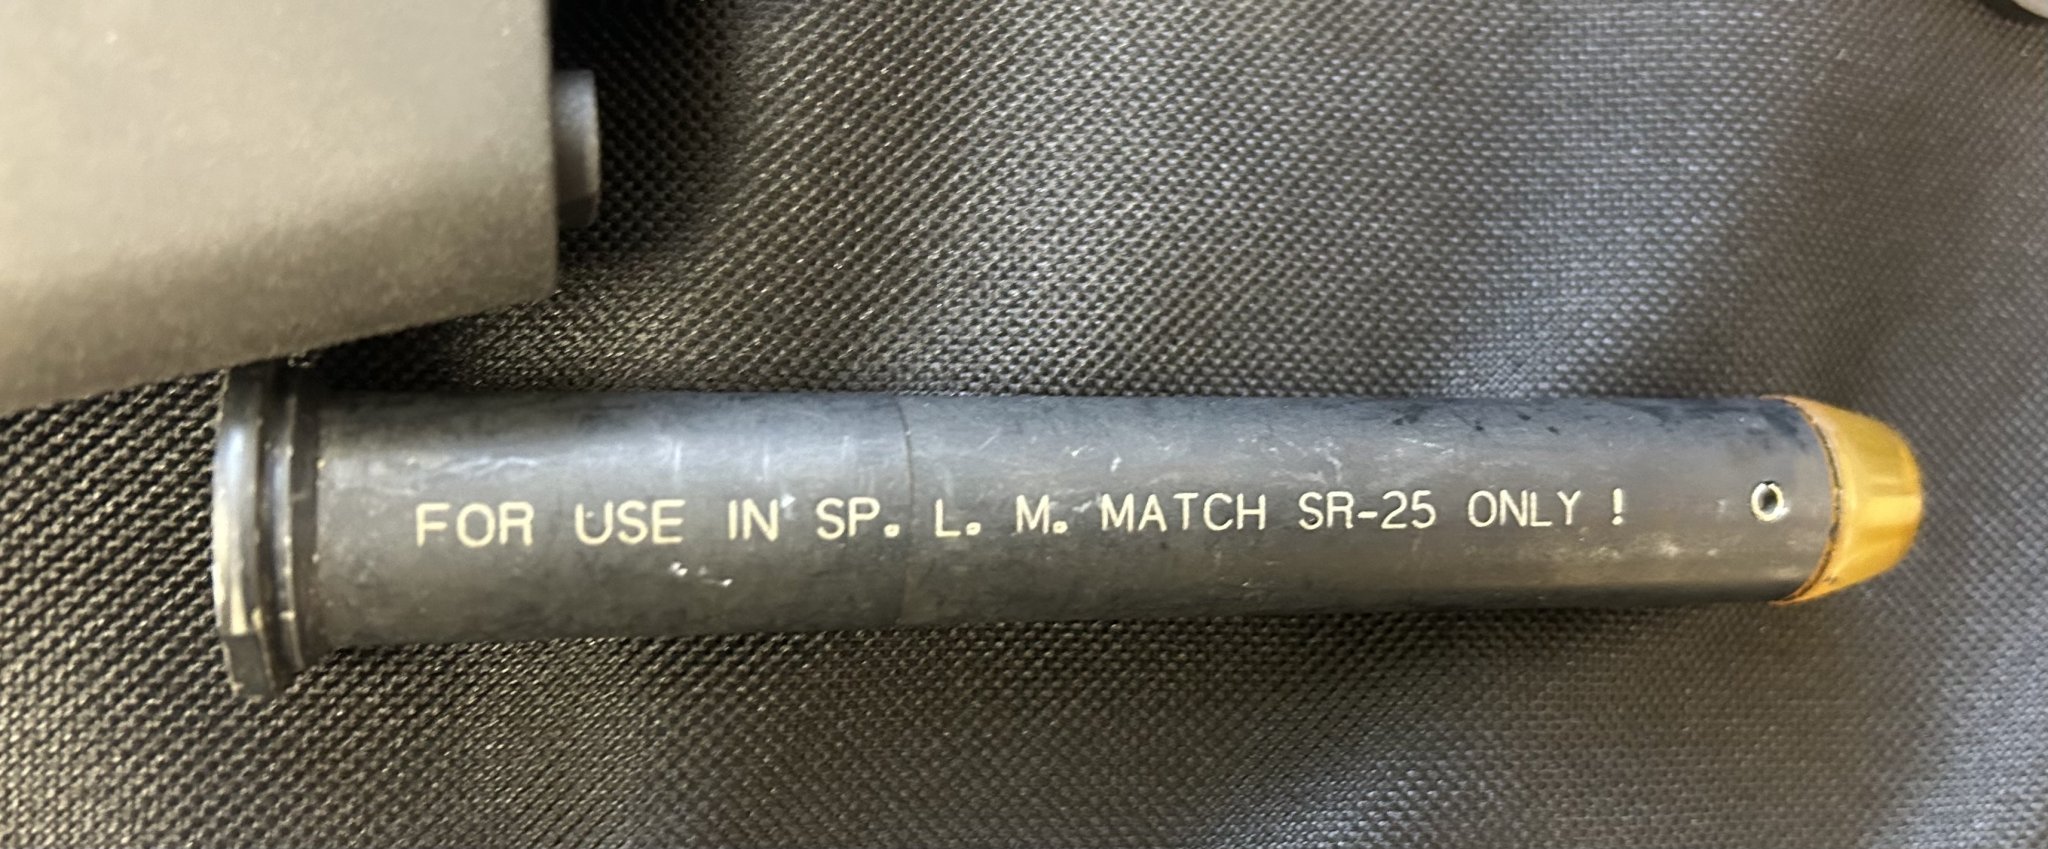 FOR USE IN SP. L. M. MATCH SR-25 ONLY !